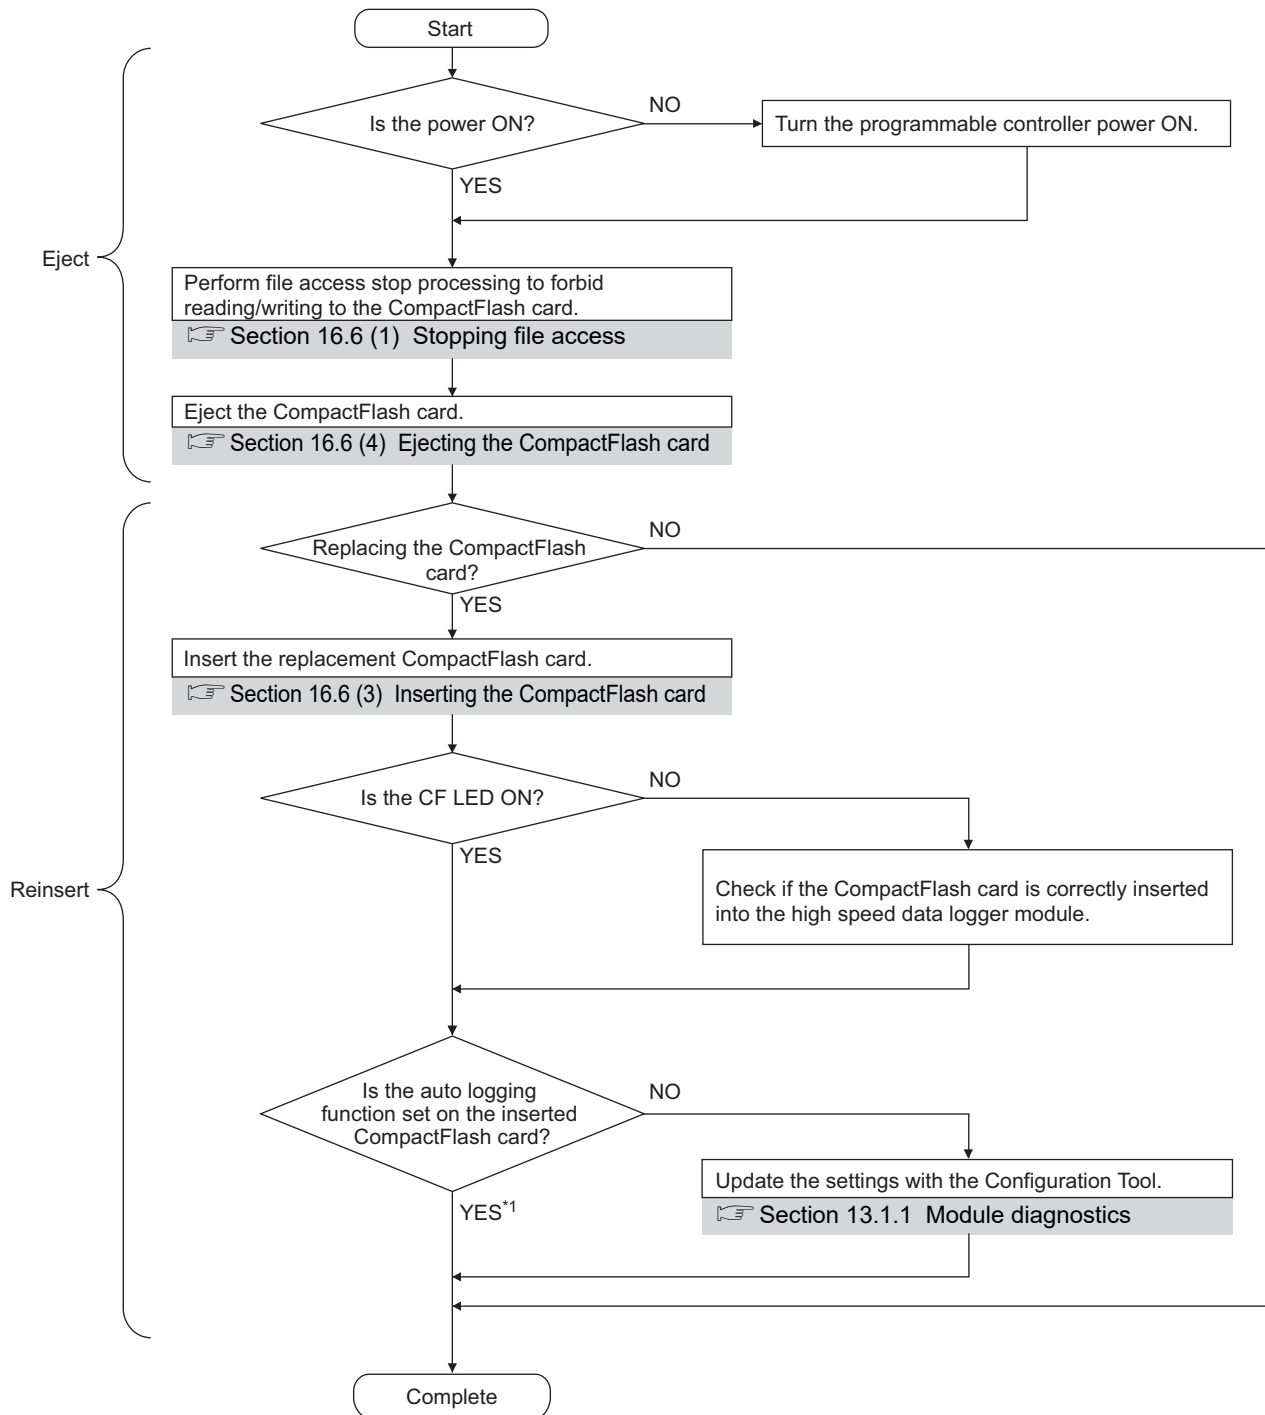 Start
Is the power ON?
NO
Turn the programmable controller power ON.
YES
Eject
Perform file access stop processing to forbid
reading/writing to the CompactFlash card.
Section 16.6 (1) Stopping file access
Eject the CompactFlash card.
Section 16.6 (4) Ejecting the CompactFlash card
Replacing the CompactFlash
card?
NO
YES
Insert the replacement CompactFlash card.
Section 16.6 (3) Inserting the CompactFlash card
Is the CF LED ON?
NO
YES
Reinsert
Check if the CompactFlash card is correctly inserted
into the high speed data logger module.
Is the auto logging
function set on the inserted
CompactFlash card?
NO
Update the settings with the Configuration Tool.
Section 13.1.1 Module diagnostics
YES*1
Complete